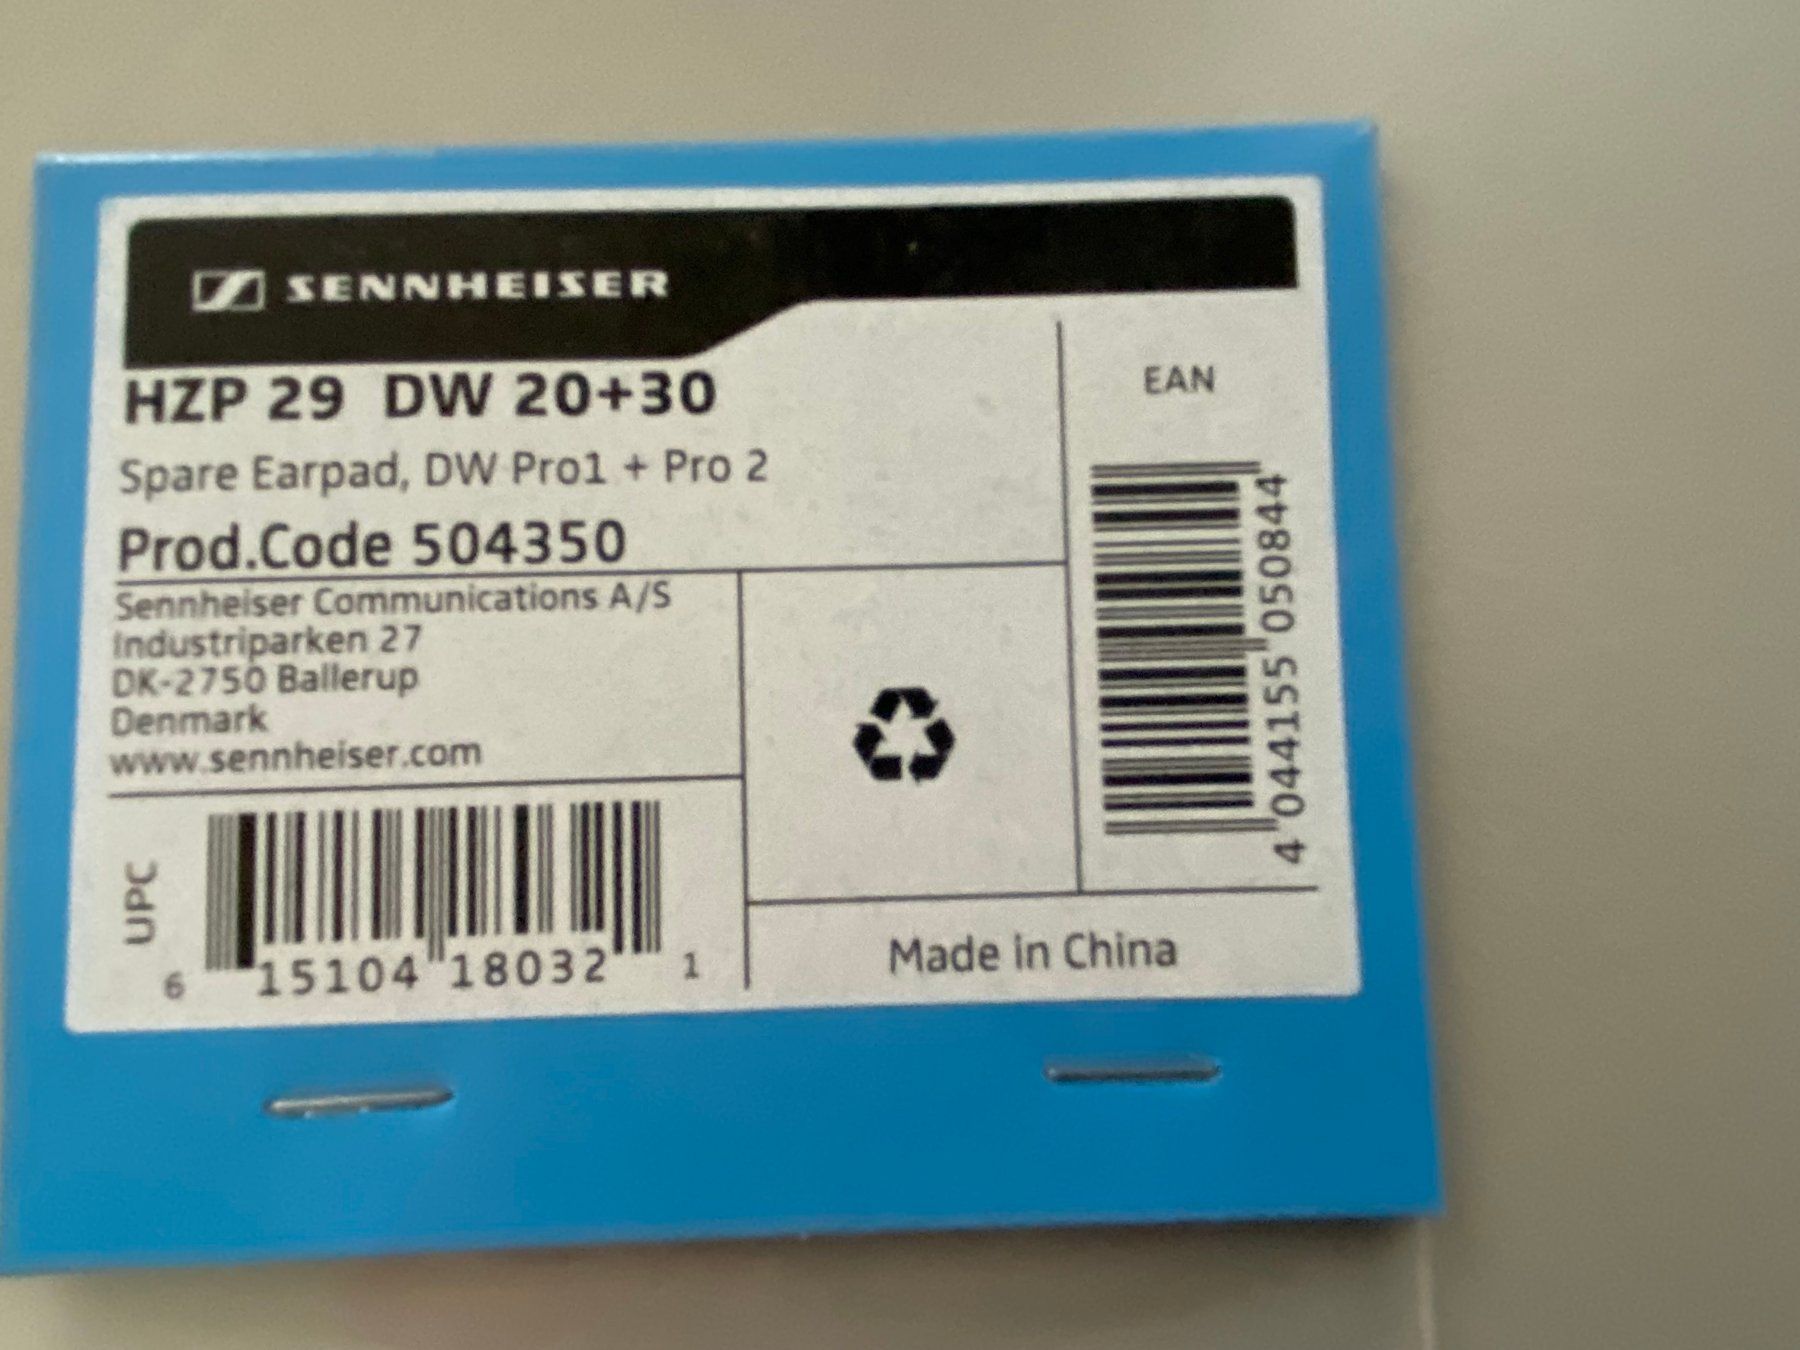 SENNHEISER
HZP 29 DW 20+30
Spare Earpad, DW Pro1 + Pro 2
Prod.Code 504350
Sennheiser Communications A/S
Industriparken 27
DK-2750 Ballerup
Denmark
www.sennheiser.com
UPC
6 15104 18032 1
EAN
4 044155 050844
Made in China